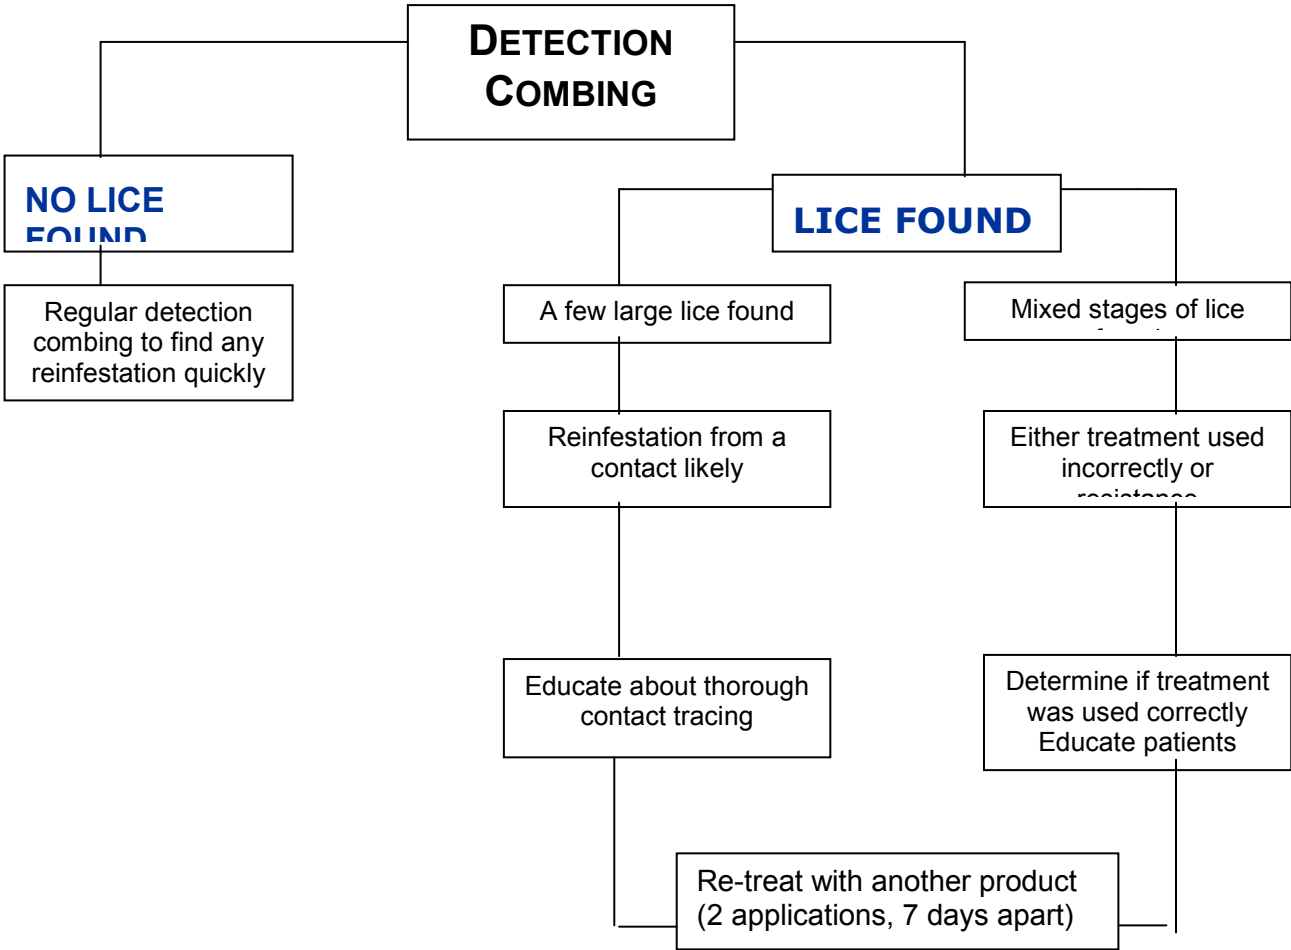 DETECTION
COMBING
NO LICE
FOUND
LICE FOUND
Regular detection
combing to find any
reinfestation quickly
A few large lice found
Mixed stages of lice
Reinfestation from a
contact likely
Either treatment used
incorrectly or
resistance
Educate about thorough
contact tracing
Determine if treatment
was used correctly
Educate patients
Re-treat with another product
(2 applications, 7 days apart)